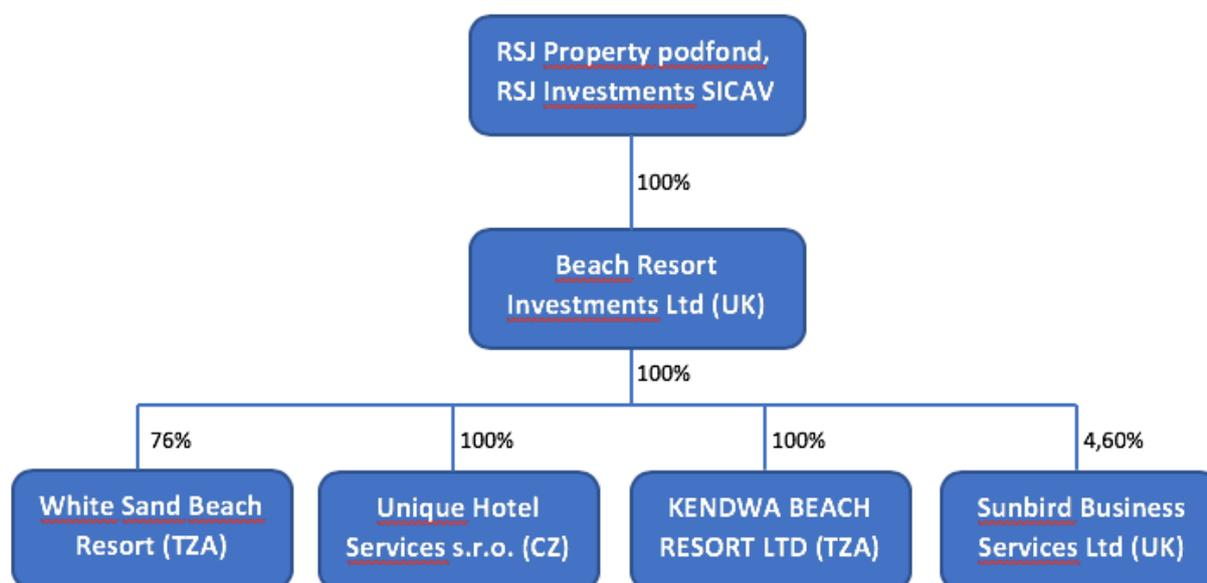 RSJ Property podfond,
RSJ Investments SICAV
100%
Beach Resort
Investments Ltd (UK)
100%
76%
100%
100%
4,60%
White Sand Beach
Resort (TZA)
Unique Hotel
Services s.r.o. (CZ)
KENDWA BEACH
RESORT LTD (TZA)
Sunbird Business
Services Ltd (UK)